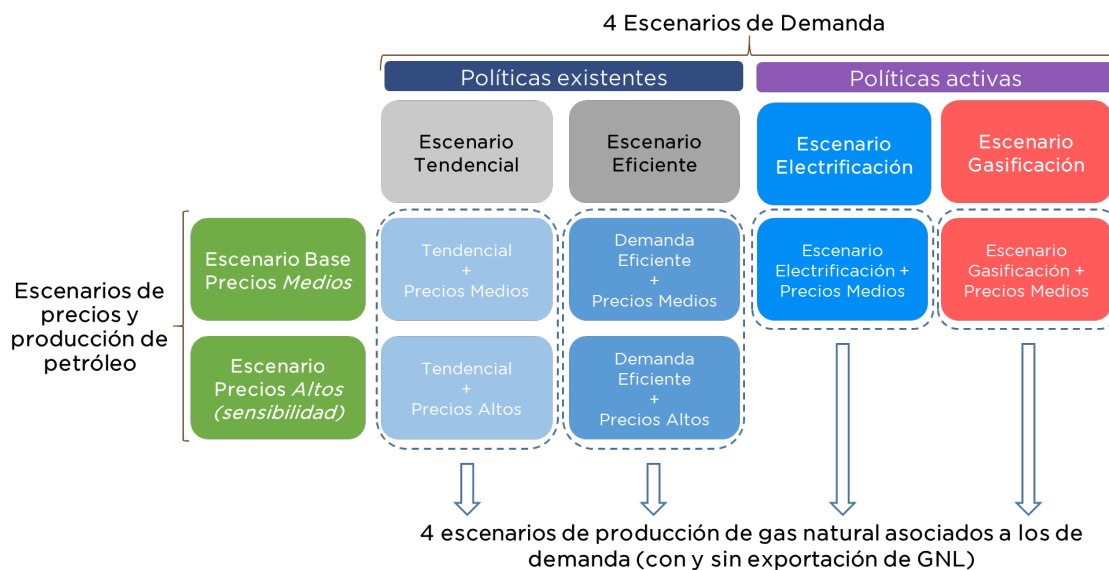 4 Escenarios de Demanda
Políticas existentes
Políticas activas
Escenario
Tendencial
Escenario
Eficiente
Escenario
Electrificación
Escenario
Gasificación
Escenarios de
precios y
producción de
petróleo
Escenario Base
Precios Medios
Tendencial
+
Precios Medios
Demanda
Eficiente
+
Precios Medios
Escenario
Electrificación +
Precios Medios
Escenario
Gasificación +
Precios Medios
Escenario
Precios Altos
(sensibilidad)
Tendencial
+
Precios Altos
Demanda
Eficiente
+
Precios Altos
4 escenarios de producción de gas natural asociados a los de
demanda (con y sin exportación de GNL)